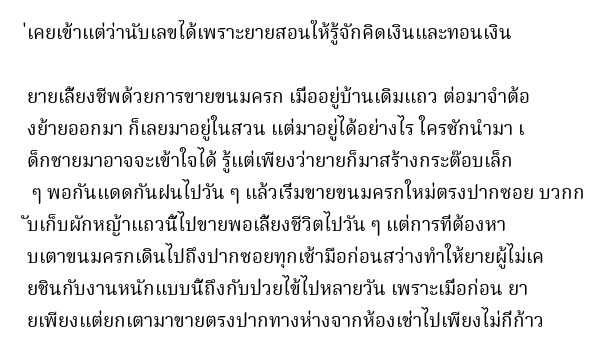 ่เคยเข้าแต่ว่านับเลขได้เพราะยายสอนให้รู้จักคิดเงินและทอนเงิน
ยายเลี้ยงชีพด้วยการขายขนมครก เมื่ออยู่บ้านเดิมแถว ต่อมาจำต้อ
งย้ายออกมา ก็เลยมาอยู่ในสวน แต่มาอยู่ได้อย่างไร ใครชักนำมา เ
ด็กชายมาอาจจะเข้าใจได้ รู้แต่เพียงว่ายายก็มาสร้างกระต๊อบเล็ก
 ๆ พอกันแดดกันฝนไปวัน ๆ แล้วเริ่มขายขนมครกใหม่ตรงปากซอย บวกก
ับเก็บผักหญ้าแถวนี้ไปขายพอเลี้ยงชีวิตไปวัน ๆ แต่การที่ต้องหา
บเตาขนมครกเดินไปถึงปากซอยทุกเช้ามืดก่อนสว่างทำให้ยายผู้ไม่เค
ยชินกับงานหนักแบบนี้ถึงกับป่วยไข้ไปหลายวัน เพราะเมื่อก่อน ยา
ยเพียงแต่ยกเตามาขายตรงปากทางห่างจากห้องเช่าไปเพียงไม่กี่ก้าว